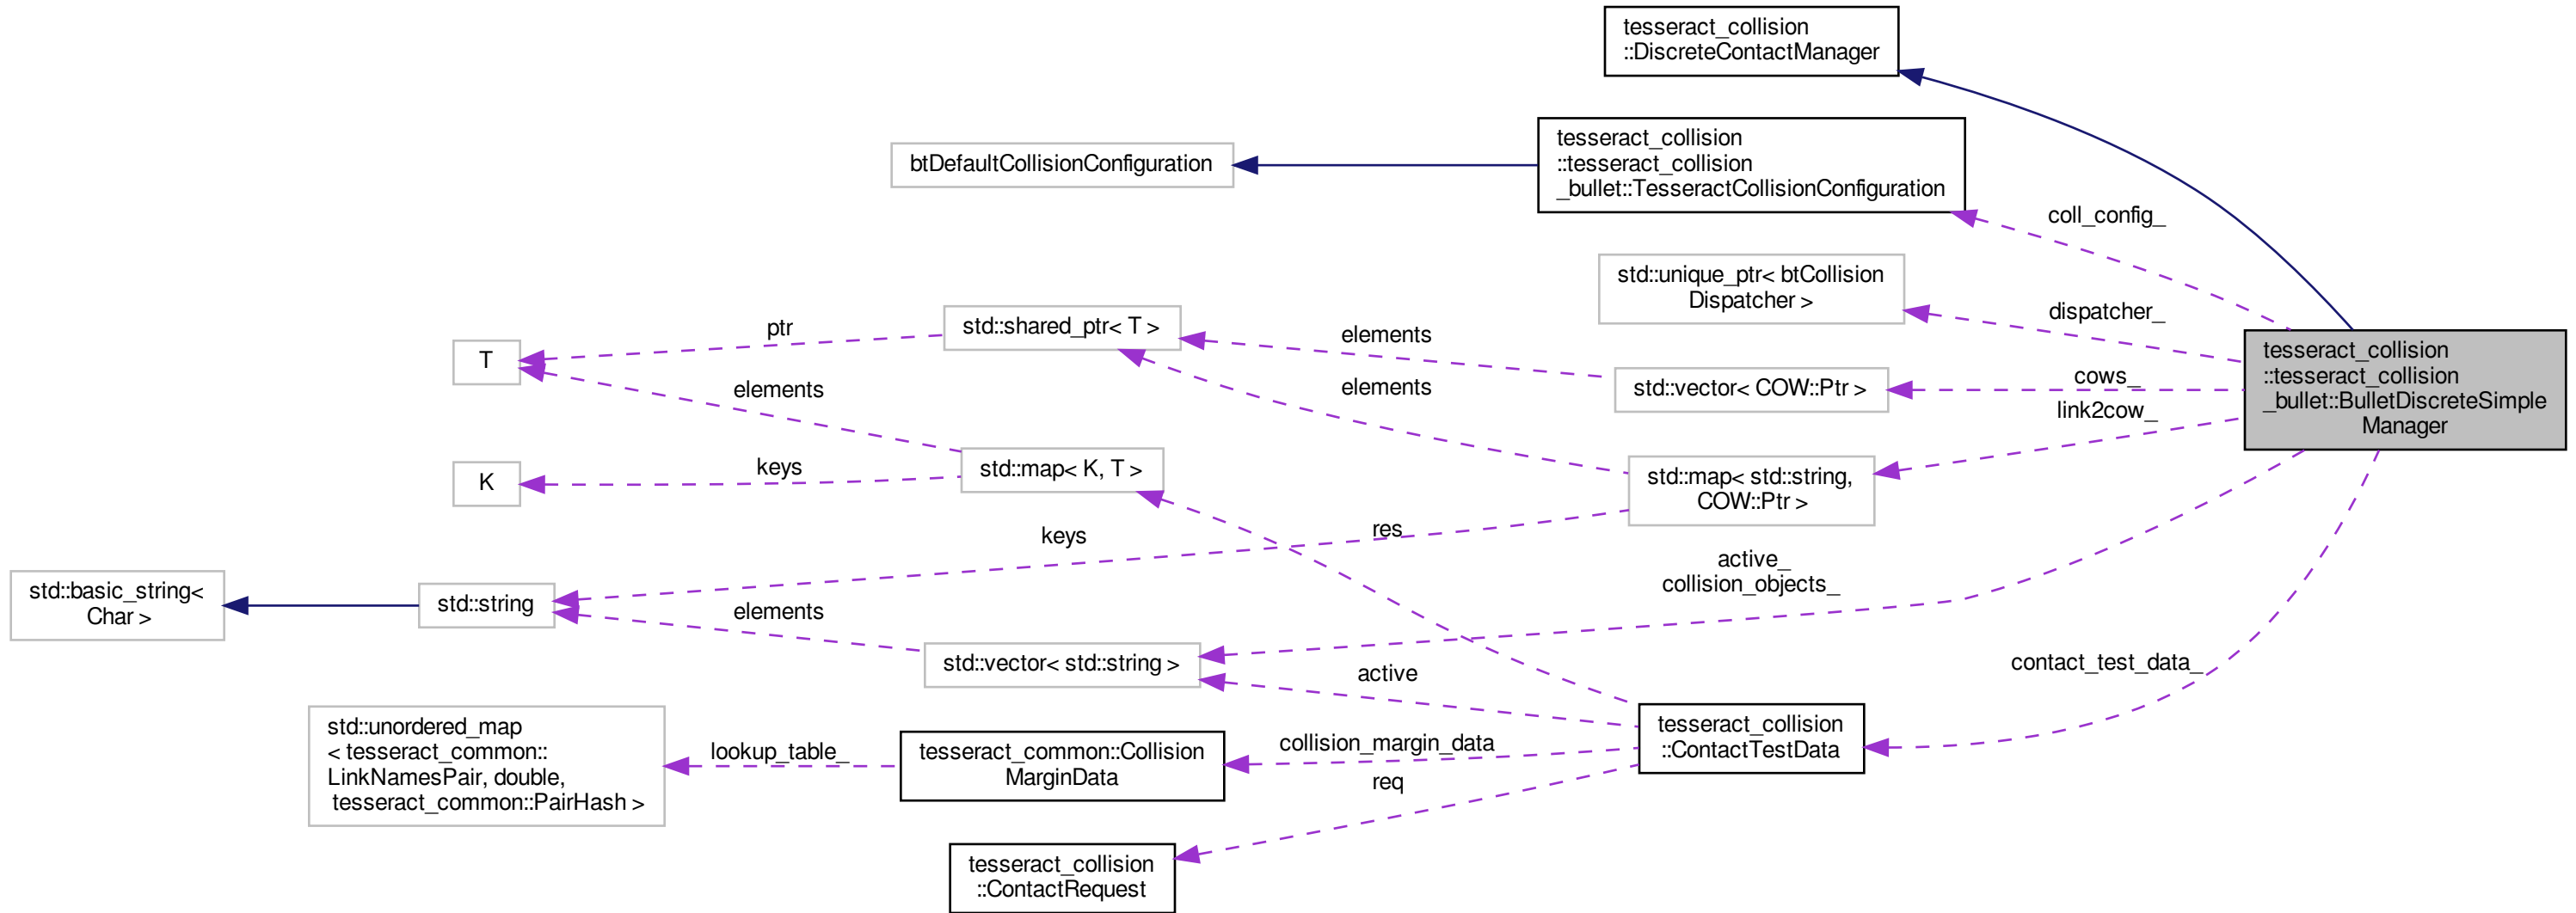 tesseract_collision
::DiscreteContactManager
btDefaultCollisionConfiguration
tesseract_collision
::tesseract_collision
_bullet::TesseractCollisionConfiguration
coll_config_
std::unique_ptr< btCollision
Dispatcher >
dispatcher_
std::shared_ptr< T >
ptr
T
elements
elements
elements
std::vector< COW::Ptr >
cows_
link2cow_
tesseract_collision
::tesseract_collision
_bullet::BulletDiscreteSimple
Manager
std::map< K, T >
keys
K
std::map< std::string,
COW::Ptr >
keys
res
active_
collision_objects_
std::basic_string<
Char >
std::string
elements
std::vector< std::string >
active
contact_test_data_
std::unordered_map
< tesseract_common::
LinkNamesPair, double,
tesseract_common::PairHash >
lookup_table_
tesseract_common::Collision
MarginData
collision_margin_data
req
tesseract_collision
::ContactTestData
tesseract_collision
::ContactRequest